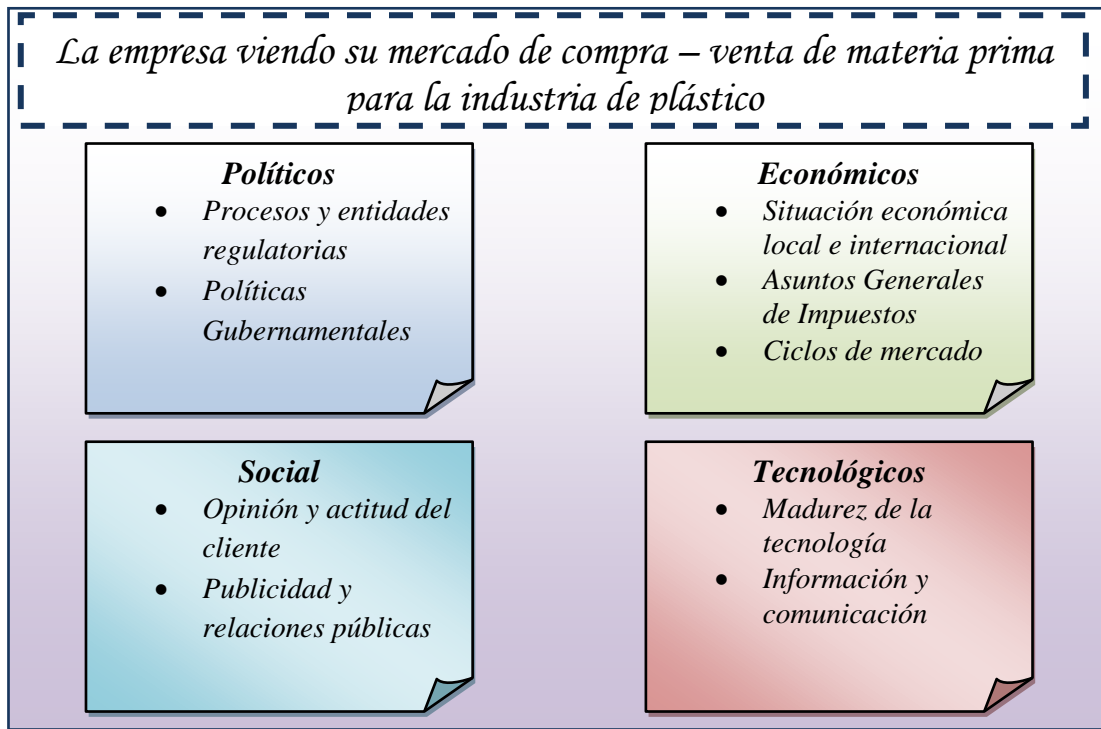 La empresa viendo su mercado de compra – venta de materia prima
para la industria de plástico
Políticos
• Procesos y entidades
regulatorias
• Políticas
Gubernamentales
Económicos
• Situación económica
local e internacional
• Asuntos Generales
de Impuestos
• Ciclos de mercado
Social
• Opinión y actitud del
cliente
• Publicidad y
relaciones públicas
Tecnológicos
• Madurez de la
tecnología
• Información y
comunicación